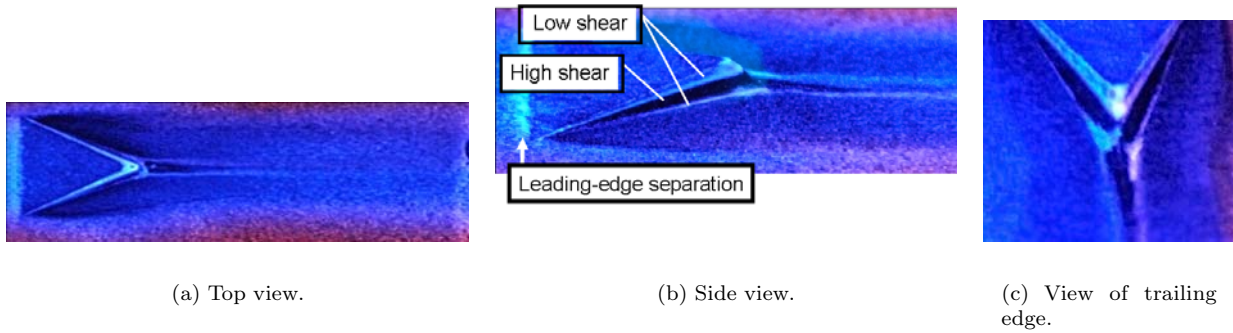 Low shear
High shear
Leading-edge separation
(a) Top view.
(b) Side view.
(c) View of trailing
edge.